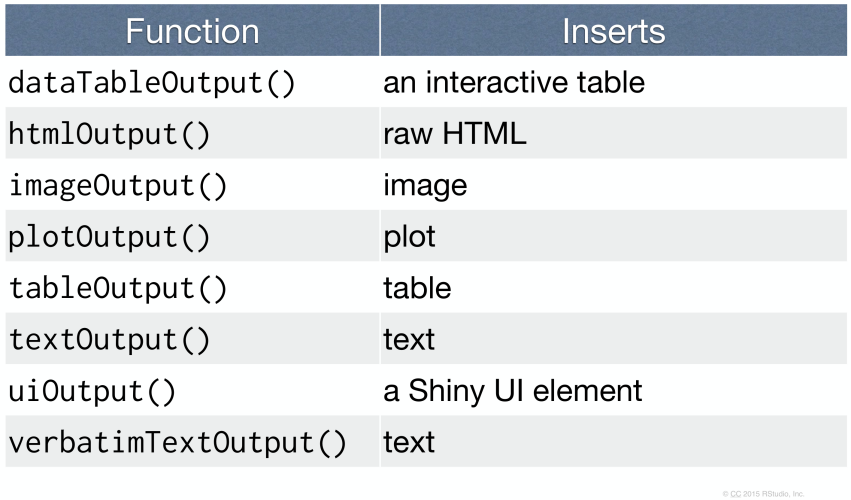 Function Inserts
dataTableOutput() an interactive table
htmlOutput() raw HTML
imageOutput() image
plotOutput() plot
tableOutput() table
textOutput() text
uiOutput() a Shiny UI element
verbatimTextOutput() text
© CC 2015 RStudio, Inc.